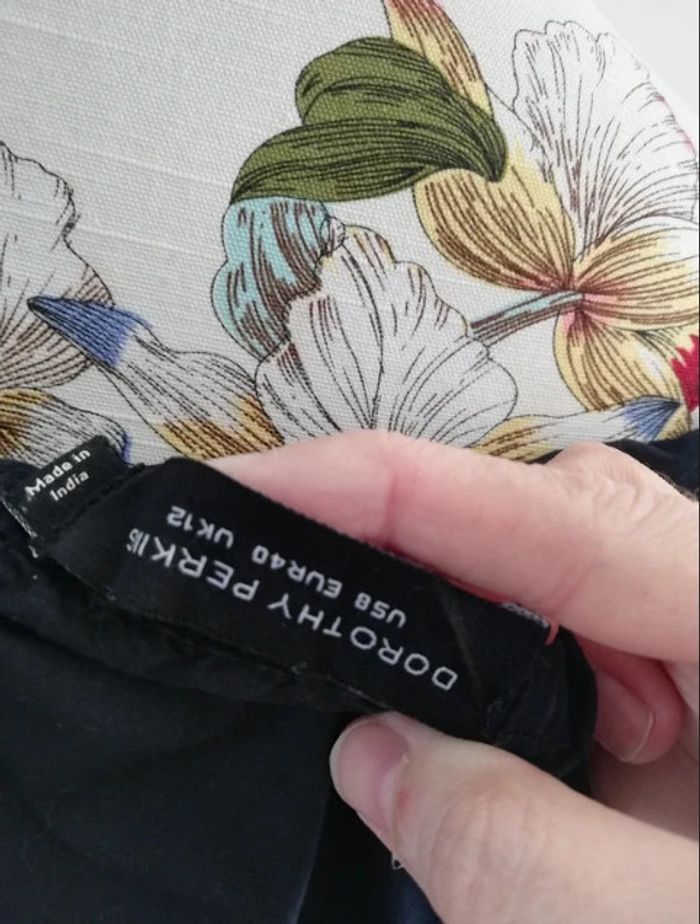 Made in
India
DOROTHY PERKINS
US8 EUR40 UK12